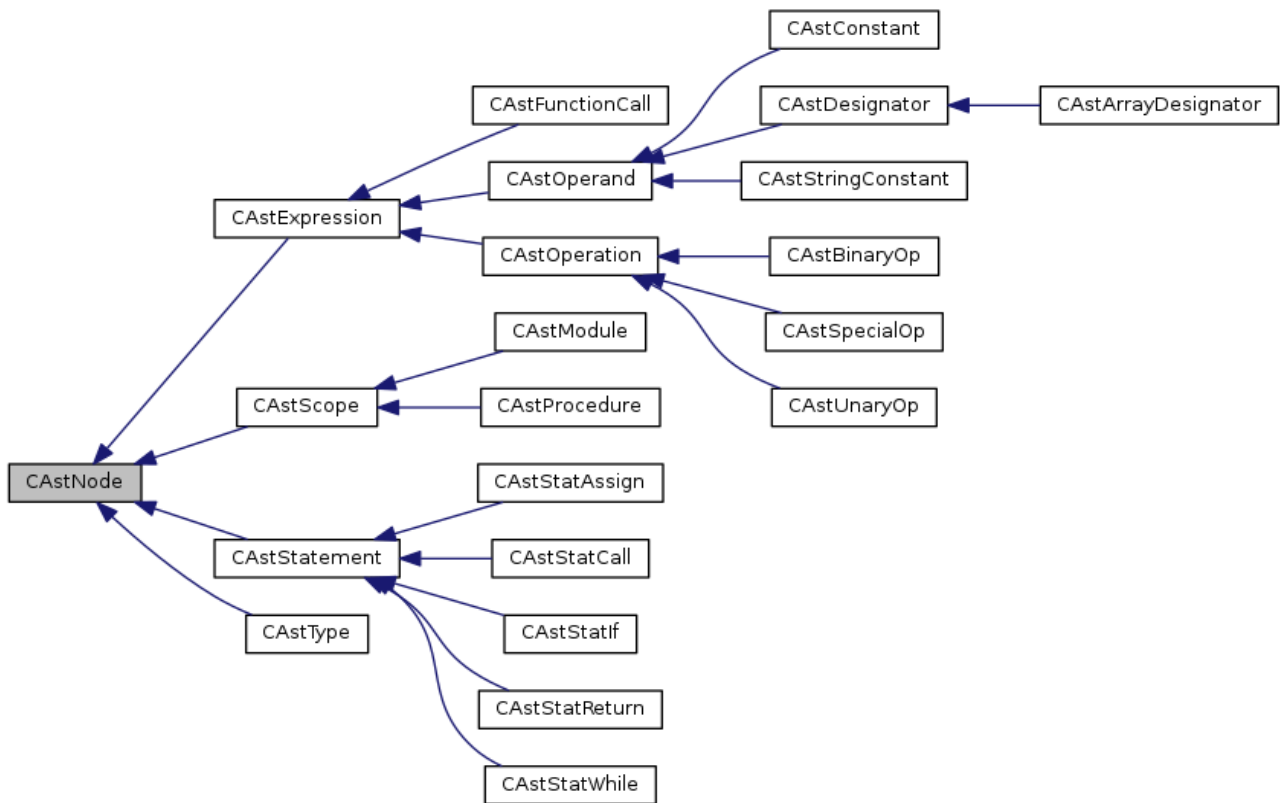 CAstConstant
CAstFunctionCall
CAstDesignator
CAstArrayDesignator
CAstOperand
CAstStringConstant
CAstExpression
CAstOperation
CAstBinaryOp
CAstModule
CAstSpecialOp
CAstScope
CAstProcedure
CAstUnaryOp
CAstNode
CAstStatAssign
CAstStatement
CAstStatCall
CAstType
CAstStatIf
CAstStatReturn
CAstStatWhile